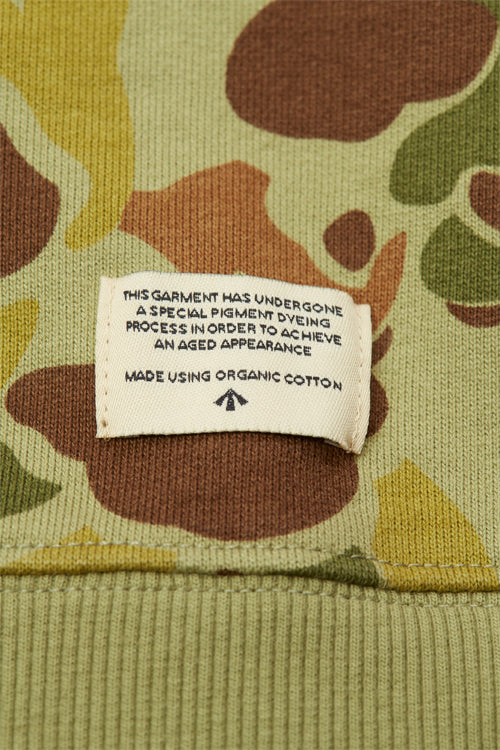 THIS GARMENT HAS UNDERGONE
A SPECIAL PIGMENT DYEING
PROCESS IN ORDER TO ACHIEVE
AN AGED APPEARANCE
MADE USING ORGANIC COTTON